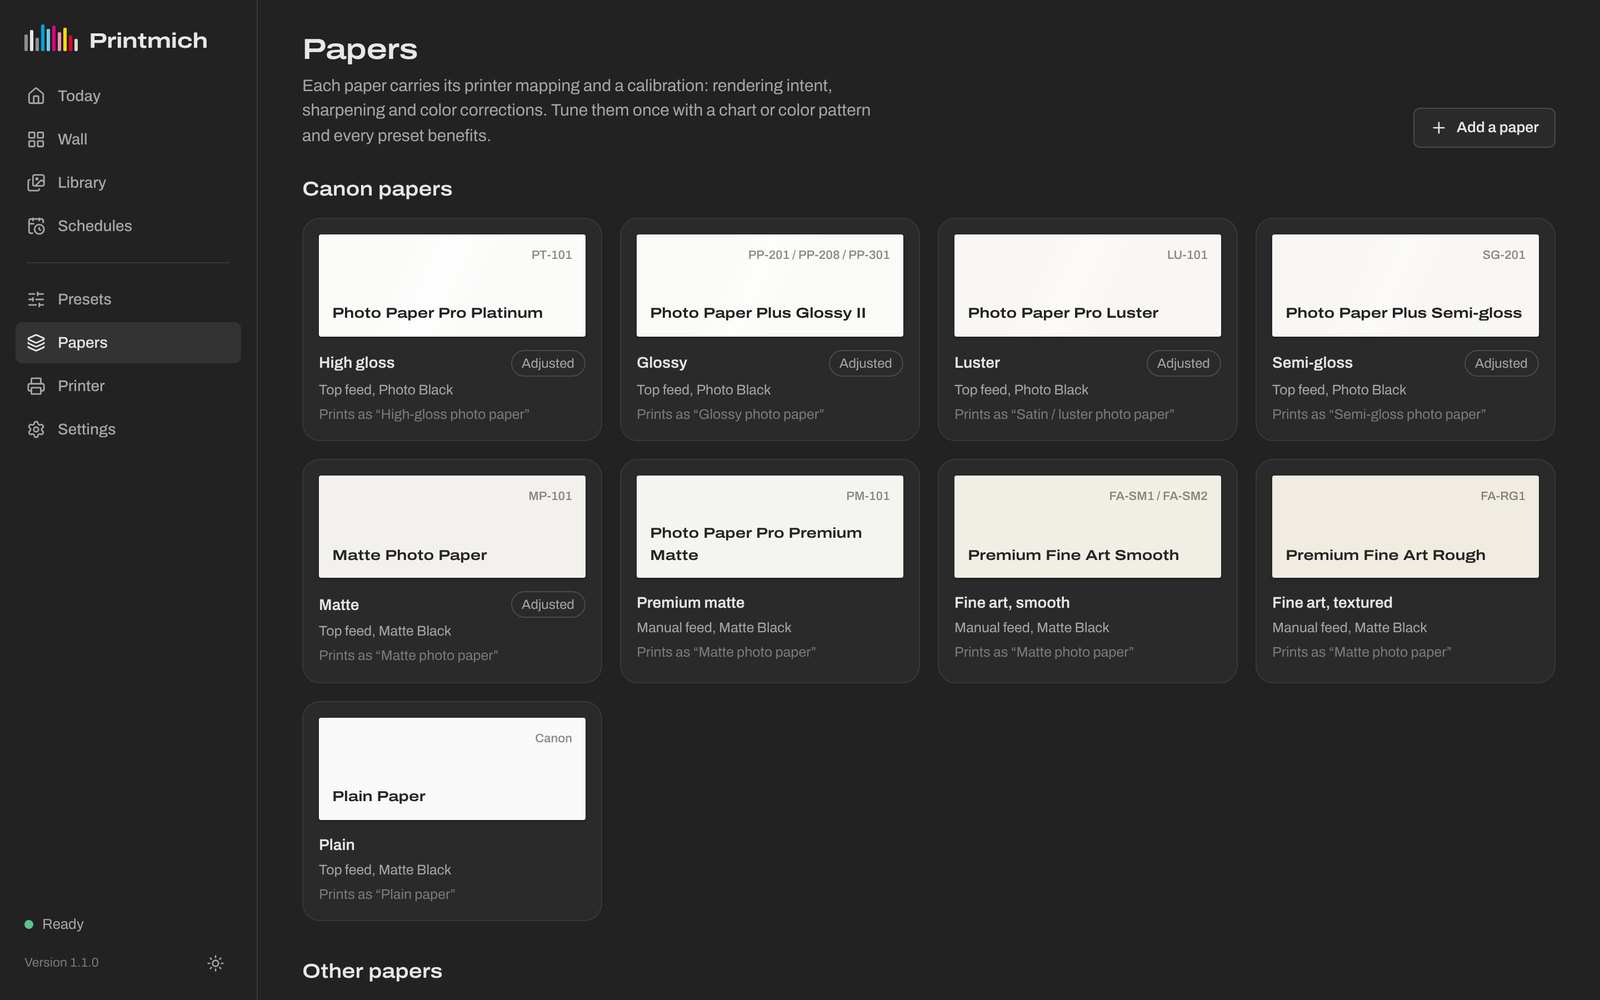 Printmich
Today
Wall
Library
Schedules
Presets
Papers
Printer
Settings
Ready
Version 1.1.0
Papers
Each paper carries its printer mapping and a calibration: rendering intent,
sharpening and color corrections. Tune them once with a chart or color pattern
and every preset benefits.
Add a paper
Canon papers
PT-101
Photo Paper Pro Platinum
High gloss
Adjusted
Top feed, Photo Black
Prints as “High-gloss photo paper”
PP-201 / PP-208 / PP-301
Photo Paper Plus Glossy II
Glossy
Adjusted
Top feed, Photo Black
Prints as “Glossy photo paper”
LU-101
Photo Paper Pro Luster
Luster
Adjusted
Top feed, Photo Black
Prints as “Satin / luster photo paper”
SG-201
Photo Paper Plus Semi-gloss
Semi-gloss
Adjusted
Top feed, Photo Black
Prints as “Semi-gloss photo paper”
MP-101
Matte Photo Paper
Matte
Adjusted
Top feed, Matte Black
Prints as “Matte photo paper”
PM-101
Photo Paper Pro Premium
Matte
Premium matte
Manual feed, Matte Black
Prints as “Matte photo paper”
FA-SM1 / FA-SM2
Premium Fine Art Smooth
Fine art, smooth
Manual feed, Matte Black
Prints as “Matte photo paper”
FA-RG1
Premium Fine Art Rough
Fine art, textured
Manual feed, Matte Black
Prints as “Matte photo paper”
Canon
Plain Paper
Plain
Top feed, Matte Black
Prints as “Plain paper”
Other papers